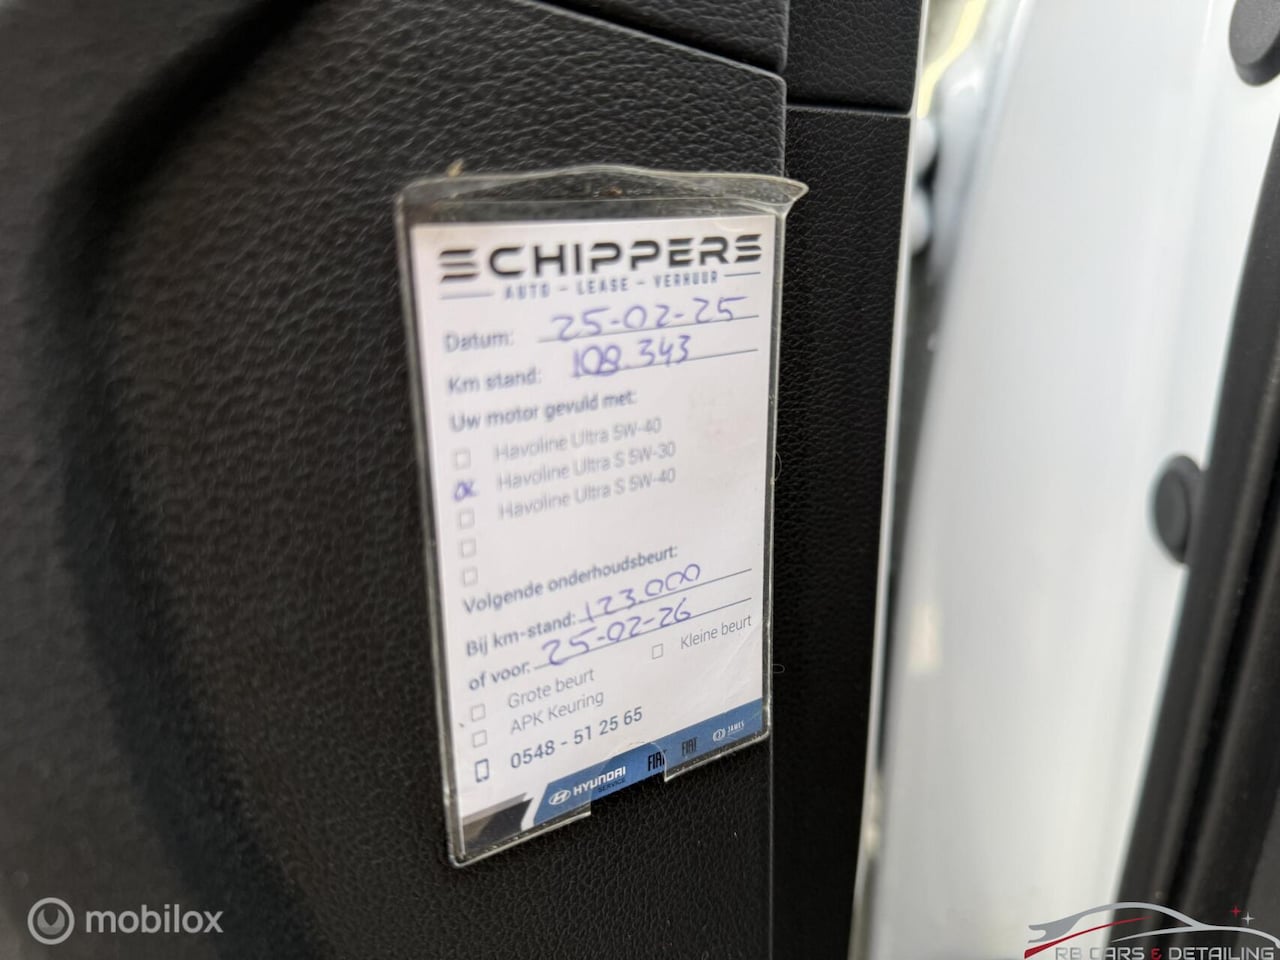 SCHIPPERS
AUTO - LEASE - VERHUUR
Datum: 25-02-25
Km stand: 108.343
Uw motor gevuld met:
Havoline Ultra 5W-40
Havoline Ultra S 5W-30
Havoline Ultra S 5W-40
Volgende onderhoudsbeurt:
Bij km-stand: 123.000
of voor: 25-02-26
Grote beurt
Kleine beurt
APK Keuring
0548 - 51 25 65
HYUNDAI
SERVICE
FIAT
FIAT
JAMES
mobilox
RB CARS & DETAILING